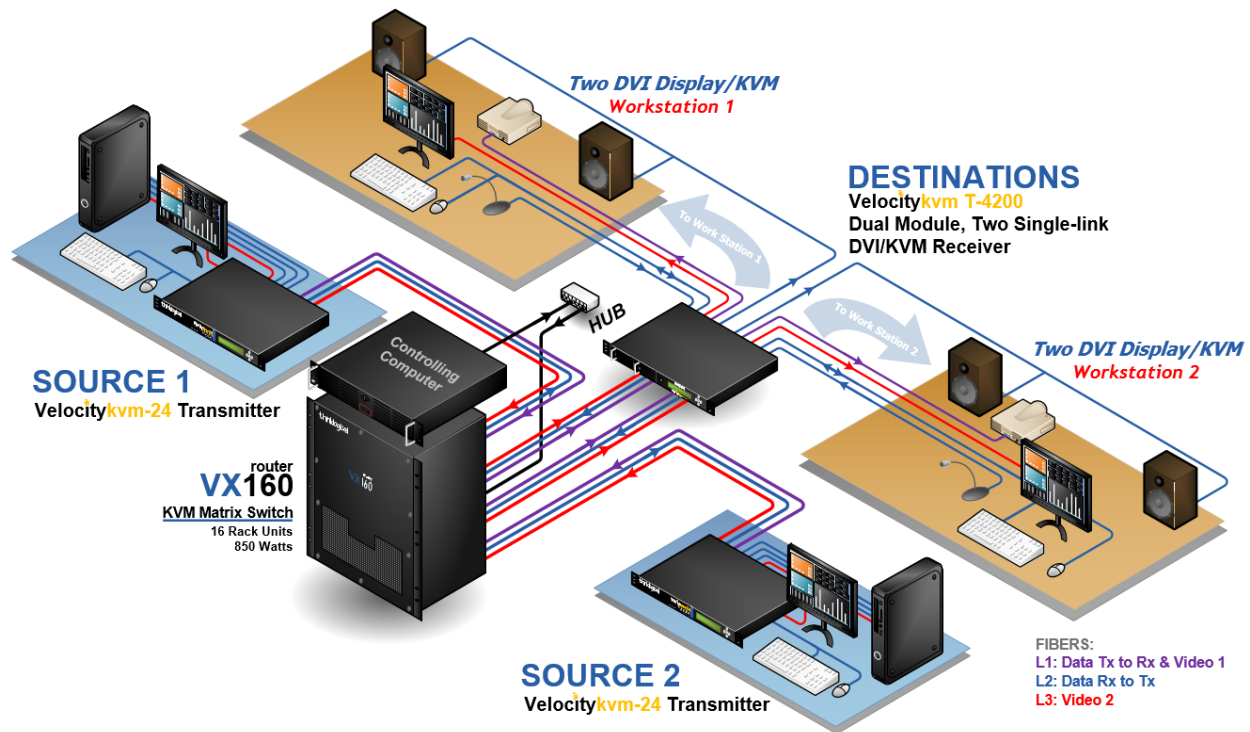 Two DVI Display/KVM
Workstation 1
DESTINATIONS
Velocitykvm T-4200
Dual Module, Two Single-link
DVI/KVM Receiver
To Work Station 1
To Work Station 2
HUB
Controlling
Computer
SOURCE 1
Velocitykvm-24 Transmitter
Two DVI Display/KVM
Workstation 2
thinklogical
VX160
router
VX160
KVM Matrix Switch
16 Rack Units
850 Watts
SOURCE 2
Velocitykvm-24 Transmitter
FIBERS:
L1: Data Tx to Rx & Video 1
L2: Data Rx to Tx
L3: Video 2